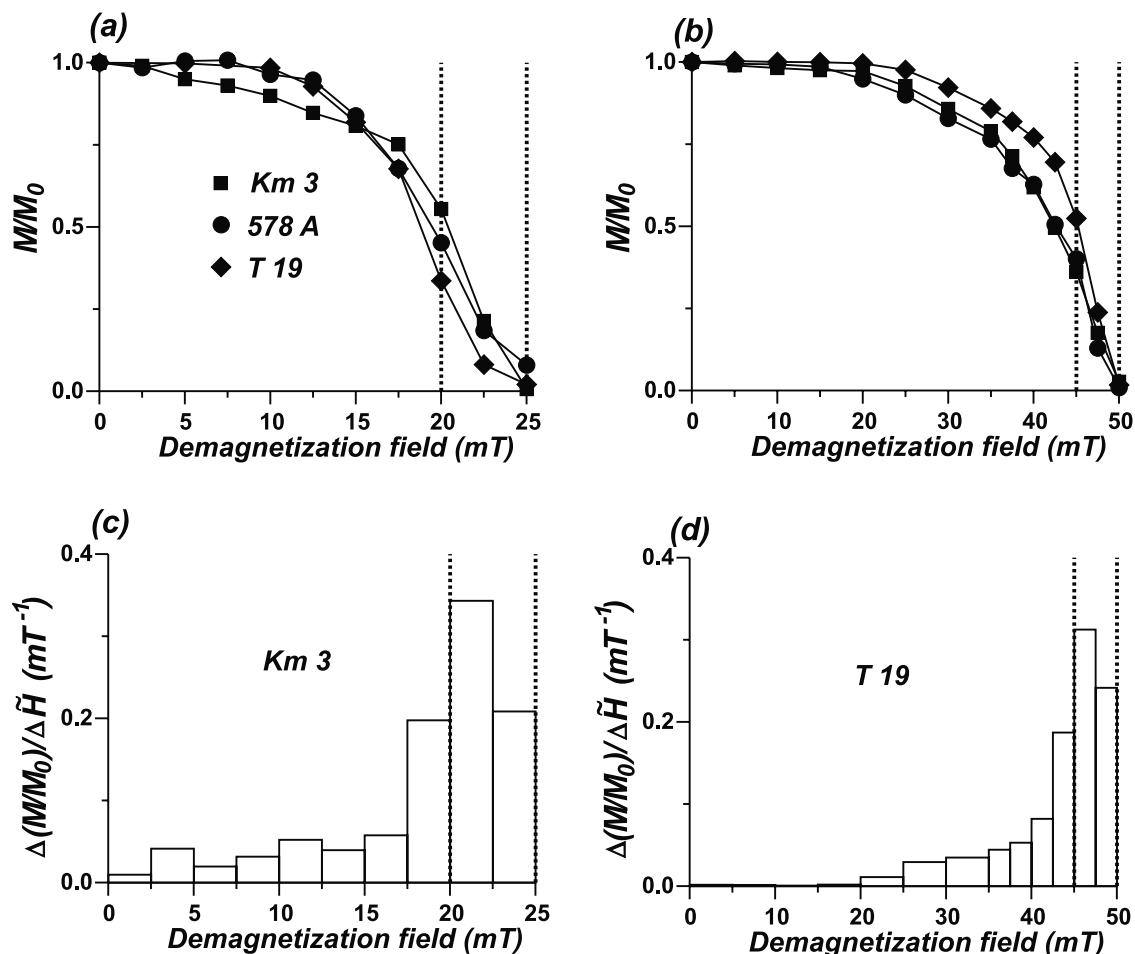 (a)
1.0
0.5
0.0
M/M0
Km 3
578 A
T 19
0 5 10 15 20 25
Demagnetization field (mT)
(b)
1.0
0.5
0.0
M/M0
0 10 20 30 40 50
Demagnetization field (mT)
(c)
0.4
0.2
0.0
Δ(M/M0)/ΔH̃ (mT-1)
Km 3
0 5 10 15 20 25
Demagnetization field (mT)
(d)
0.4
0.2
0.0
Δ(M/M0)/ΔH̃ (mT-1)
T 19
0 10 20 30 40 50
Demagnetization field (mT)